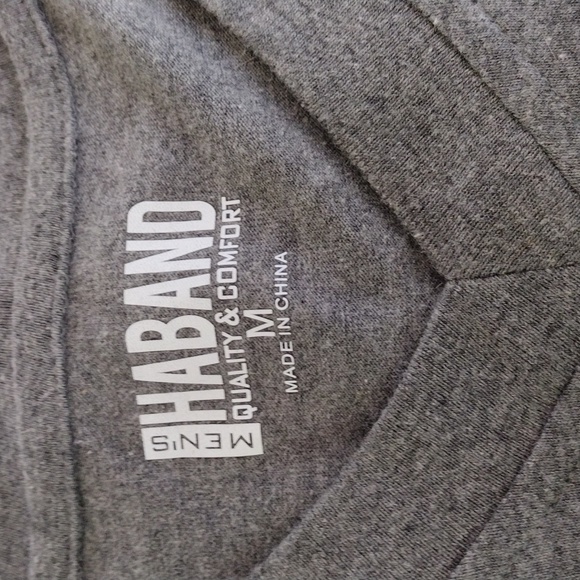 MEN'S
HABAND
QUALITY & COMFORT
M
MADE IN CHINA